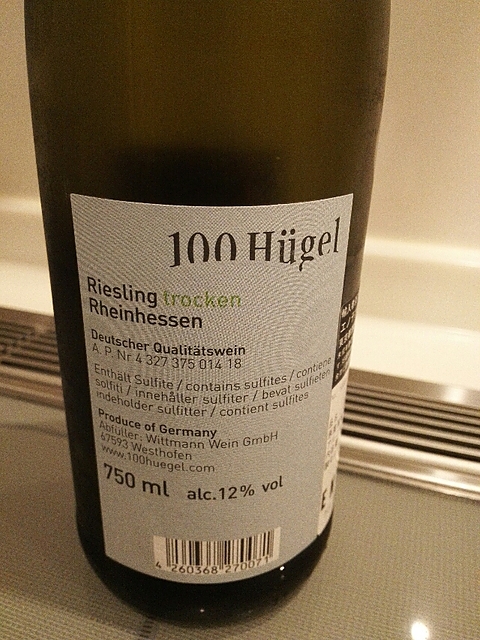 100 Hügel
Riesling trocken
Rheinhessen
Deutscher Qualitätswein
A. P. Nr 4 327 375 014 18
Enthält Sulfite / contains sulfites / contiene
solfiti / innehåller sulfiter / bevat sulfieten
indeholder sulfitter / contient sulfites
Produce of Germany
Abfüller: Wittmann Wein GmbH
67593 Westhofen
www.100huegel.com
750 ml alc.12% vol
4 260368 270071